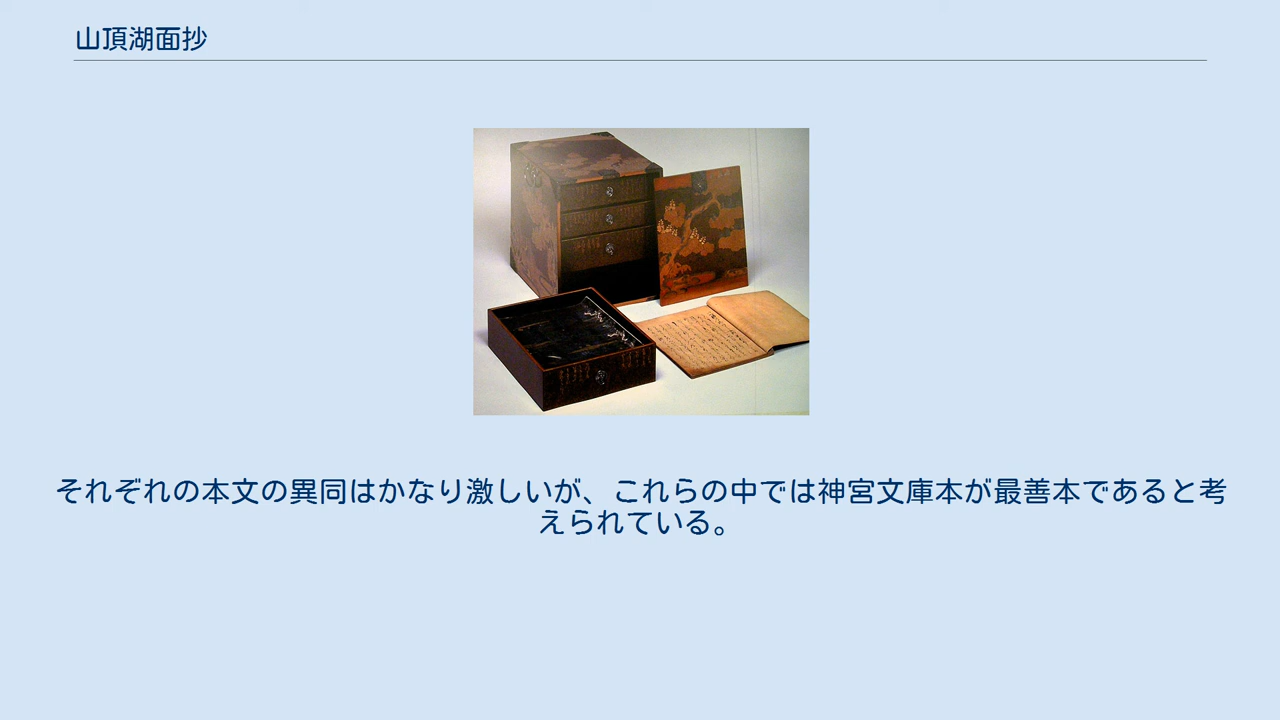 山頂湖面抄
それぞれの本文の異同はかなり激しいが、これらの中では神宮文庫本が最善本であると考
えられている。